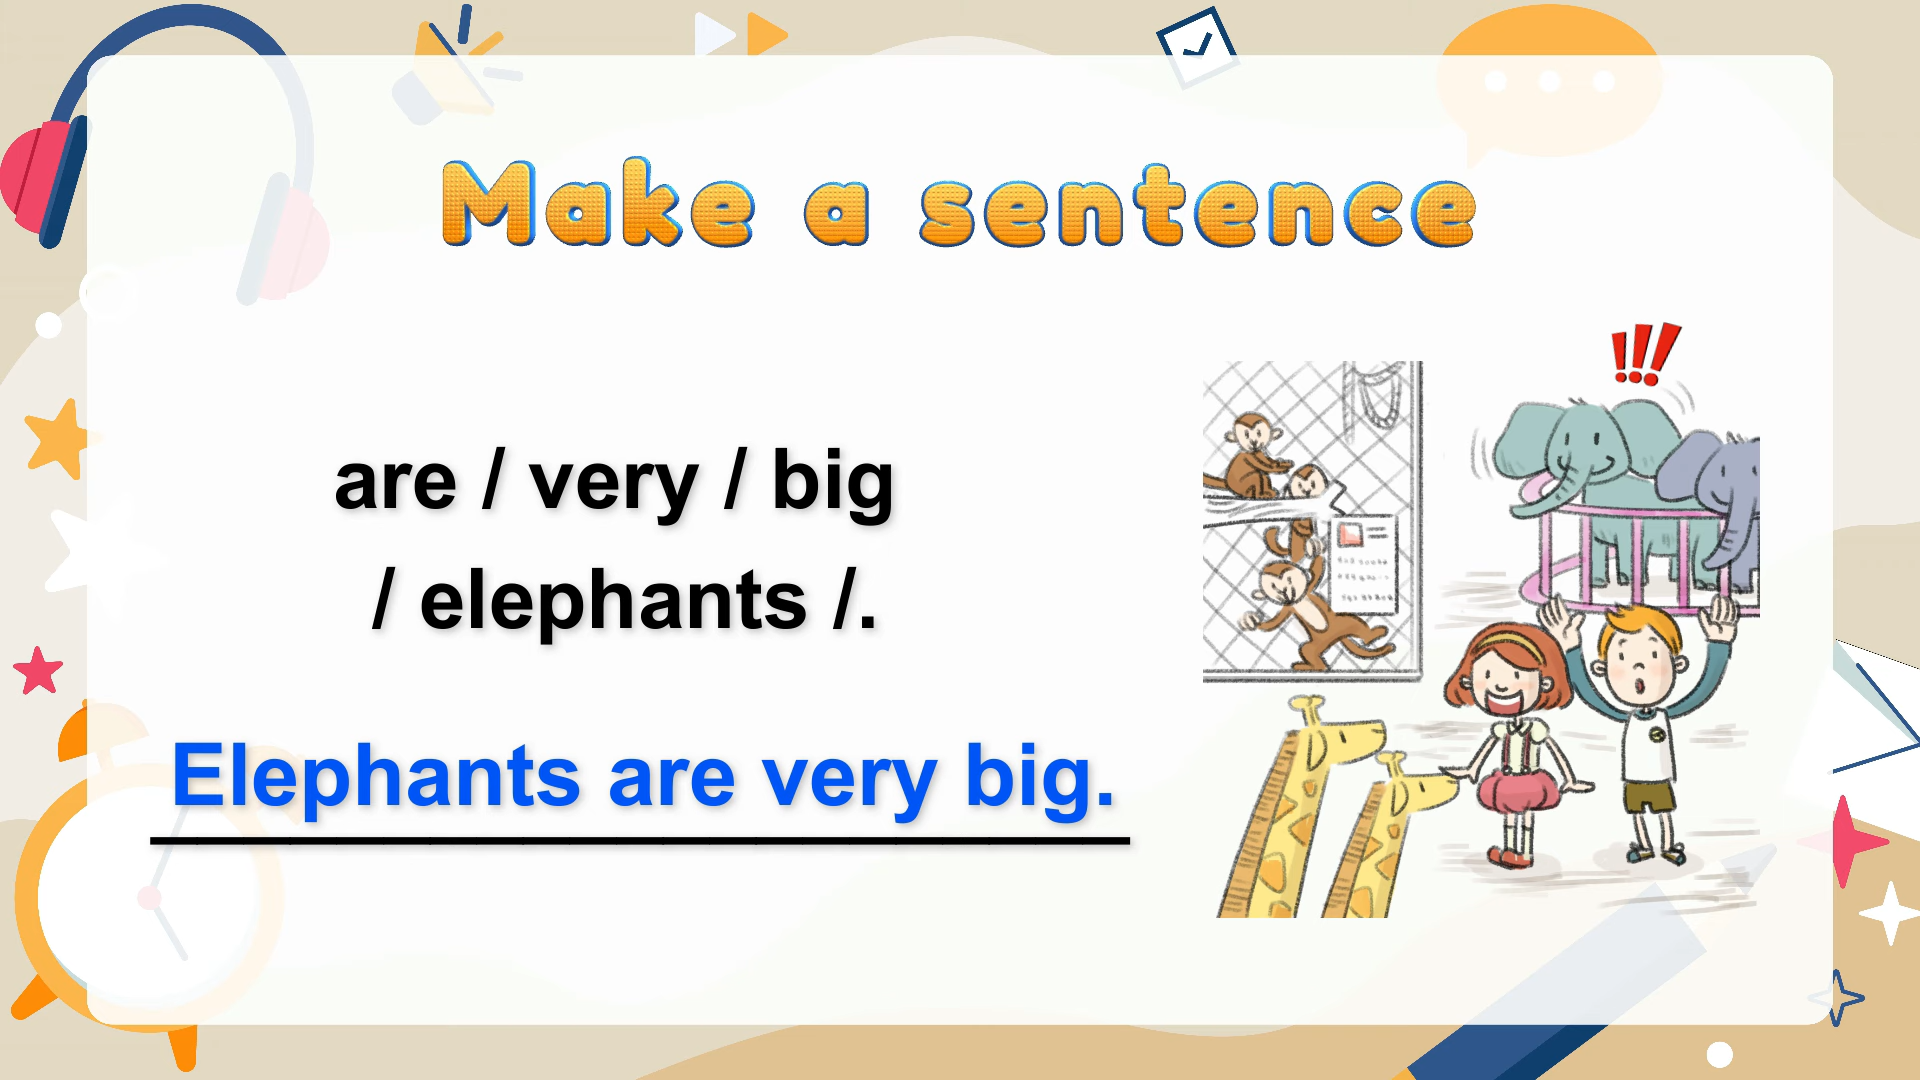 Make a sentence
are / very / big
/ elephants /.
Elephants are very big.
!!!